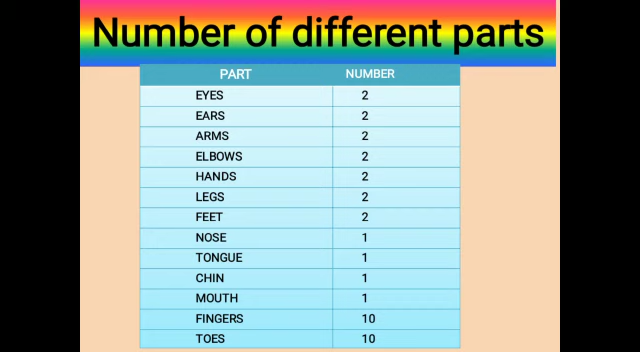 Number of different parts
PART NUMBER
EYES 2
EARS 2
ARMS 2
ELBOWS 2
HANDS 2
LEGS 2
FEET 2
NOSE 1
TONGUE 1
CHIN 1
MOUTH 1
FINGERS 10
TOES 10